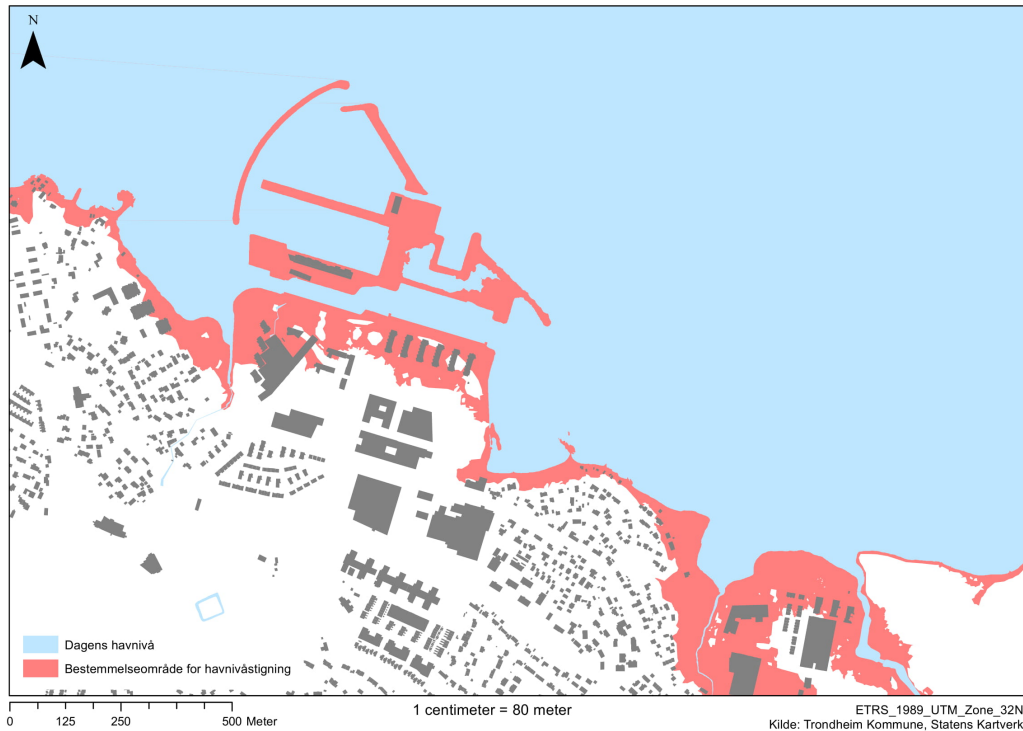 N
Dagens havnivå
Bestemmelseområde for havnivåstigning
0 125 250 500 Meter
1 centimeter = 80 meter
ETRS_1989_UTM_Zone_32N
Kilde: Trondheim Kommune, Statens Kartverk